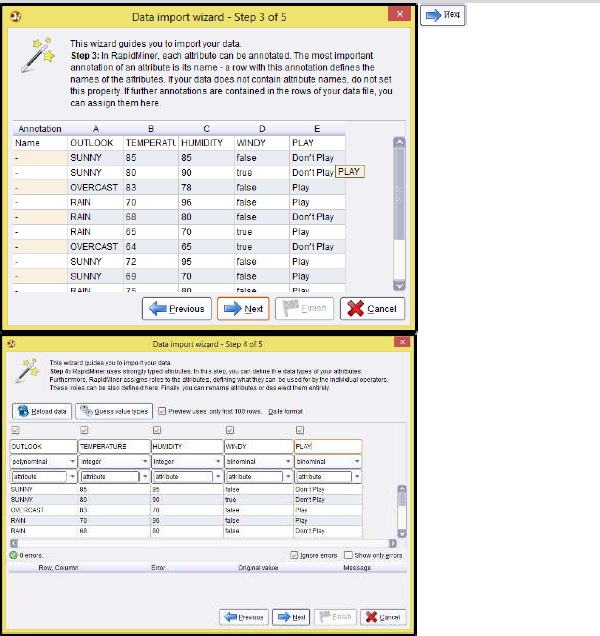 Data import wizard - Step 3 of 5
Next
This wizard guides you to import your data.
Step 3: In RapidMiner, each attribute can be annotated. The most important
annotation of an attribute is its name - a row with this annotation defines the
names of the attributes. If your data does not contain attribute names, do not set
this property. If further annotations are contained in the rows of your data file, you
can assign them here.
Annotation A B C D E
Name OUTLOOK TEMPERATU HUMIDITY WINDY PLAY
- SUNNY 85 85 false Don't Play
- SUNNY 80 90 true Don't Play PLAY
- OVERCAST 83 78 false Play
- RAIN 70 96 false Play
- RAIN 68 80 false Don't Play
- RAIN 65 70 true Play
- OVERCAST 64 65 true Don't Play
- SUNNY 72 95 false Play
- SUNNY 69 70 false Play
- RAIN 75 80 false Play
Previous Next Finish Cancel
Data import wizard - Step 4 of 5
This wizard guides you to import your data.
Step 4: RapidMiner uses strongly typed attributes. In this step, you can define the data types of your attributes.
Furthermore, RapidMiner assigns roles to the attributes, defining what they can be used for by the individual operators.
These roles can be also defined here. Finally, you can rename attributes or deselect them entirely.
Reload data Guess value types Preview uses only first 100 rows. Date format
OUTLOOK TEMPERATURE HUMIDITY WINDY PLAY
polynominal integer integer binominal binominal
attribute attribute attribute attribute attribute
SUNNY 85 85 false Don't Play
SUNNY 80 90 true Don't Play
OVERCAST 83 78 false Play
RAIN 70 96 false Play
RAIN 68 80 false Don't Play
0 errors.
Ignore errors Show only errors
Row, Column Error Original value Message
Previous Next Finish Cancel